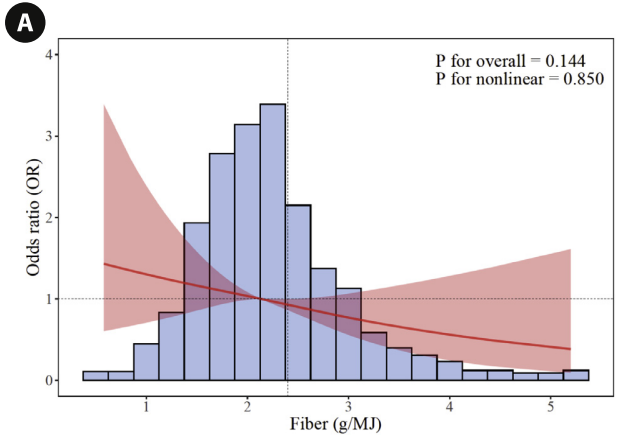 A
P for overall = 0.144
P for nonlinear = 0.850
Odds ratio (OR)
4
3
2
1
0
1 2 3 4 5
Fiber (g/MJ)